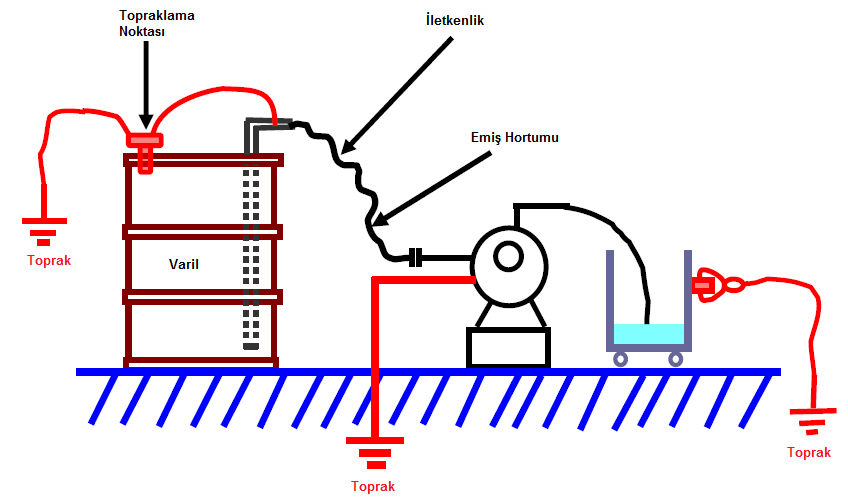 Topraklama
Noktası
İletkenlik
Emiş Hortumu
Toprak
Varil
Toprak
Toprak